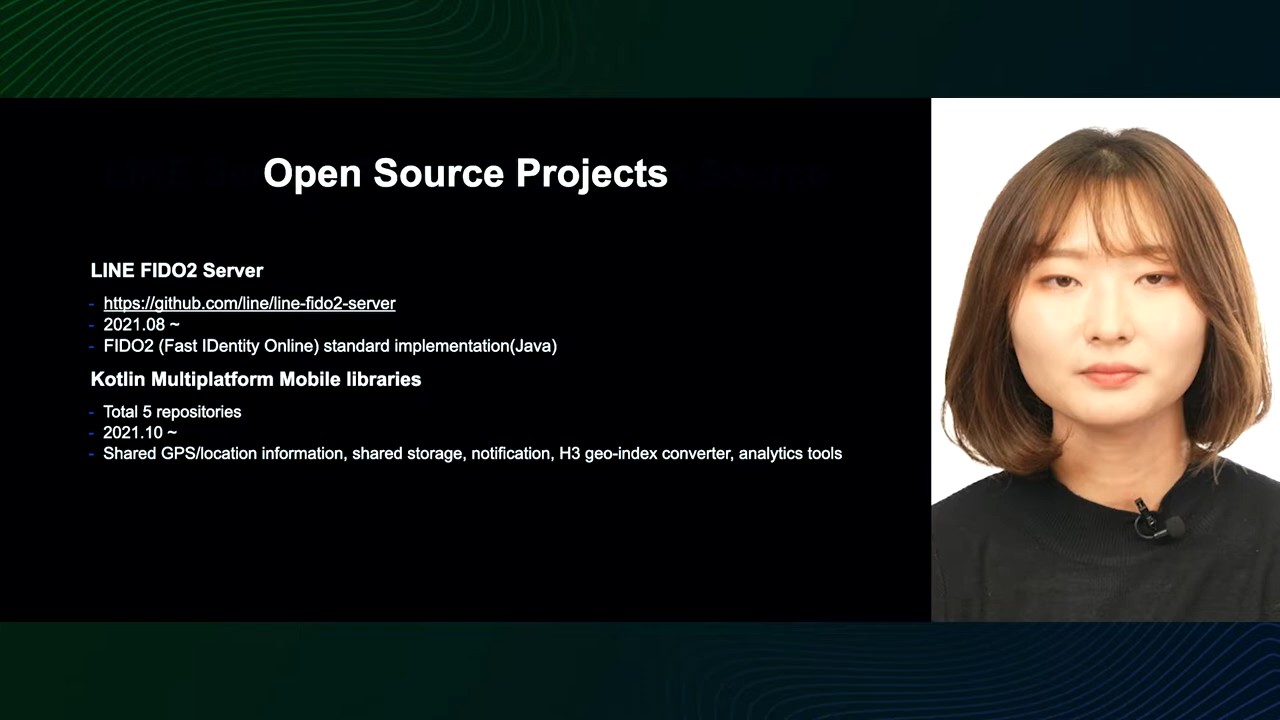 Open Source Projects
LINE FIDO2 Server
- https://github.com/line/line-fido2-server
- 2021.08 ~
- FIDO2 (Fast IDentity Online) standard implementation(Java)
Kotlin Multiplatform Mobile libraries
- Total 5 repositories
- 2021.10 ~
- Shared GPS/location information, shared storage, notification, H3 geo-index converter, analytics tools